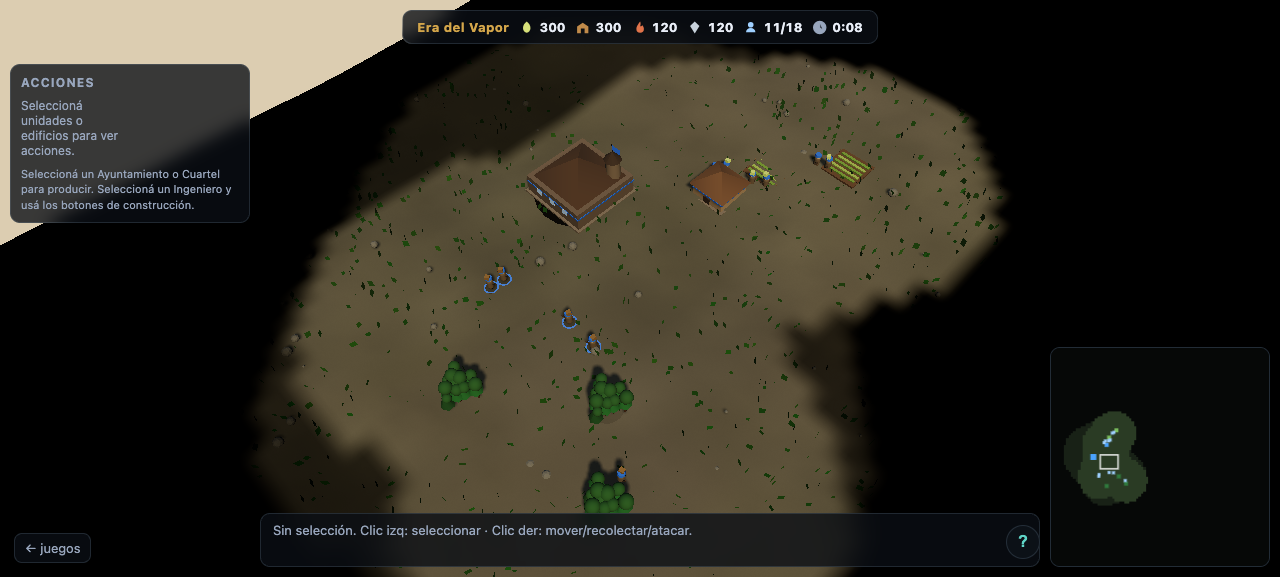 Era del Vapor 300 300 120 120 11/18 0:08
ACCIONES
Seleccioná
unidades o
edificios para ver
acciones.
Seleccioná un Ayuntamiento o Cuartel
para producir. Seleccioná un Ingeniero y
usá los botones de construcción.
Sin selección. Clic izq: seleccionar · Clic der: mover/recolectar/atacar.
?
← juegos